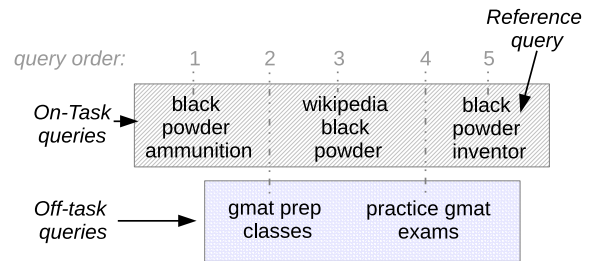 Reference
query
query order: 1 2 3 4 5
On-Task
queries
black
powder
ammunition
wikipedia
black
powder
black
powder
inventor
Off-task
queries
gmat prep
classes
practice gmat
exams